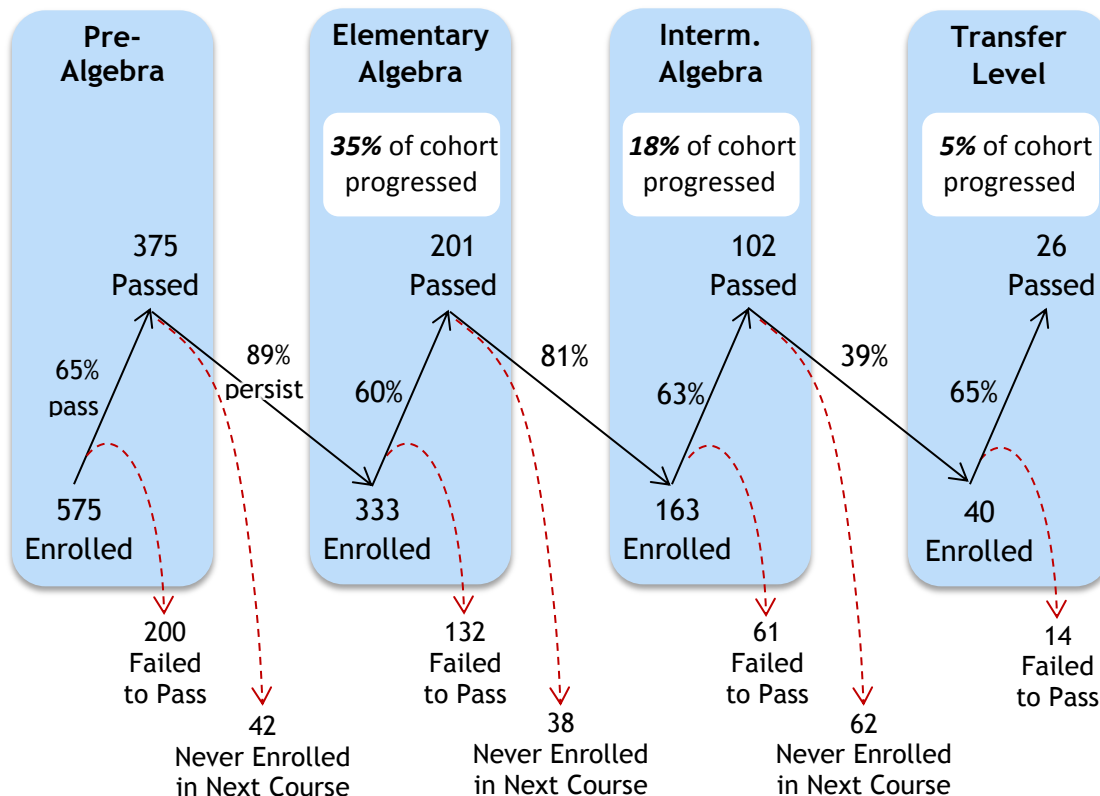 Pre-
Algebra
375
Passed
65%
pass
575
Enrolled
200
Failed
to Pass
89%
persist
42
Never Enrolled
in Next Course
Elementary
Algebra
35% of cohort
progressed
201
Passed
60%
333
Enrolled
132
Failed
to Pass
81%
38
Never Enrolled
in Next Course
Interm.
Algebra
18% of cohort
progressed
102
Passed
63%
163
Enrolled
61
Failed
to Pass
39%
62
Never Enrolled
in Next Course
Transfer
Level
5% of cohort
progressed
26
Passed
65%
40
Enrolled
14
Failed
to Pass